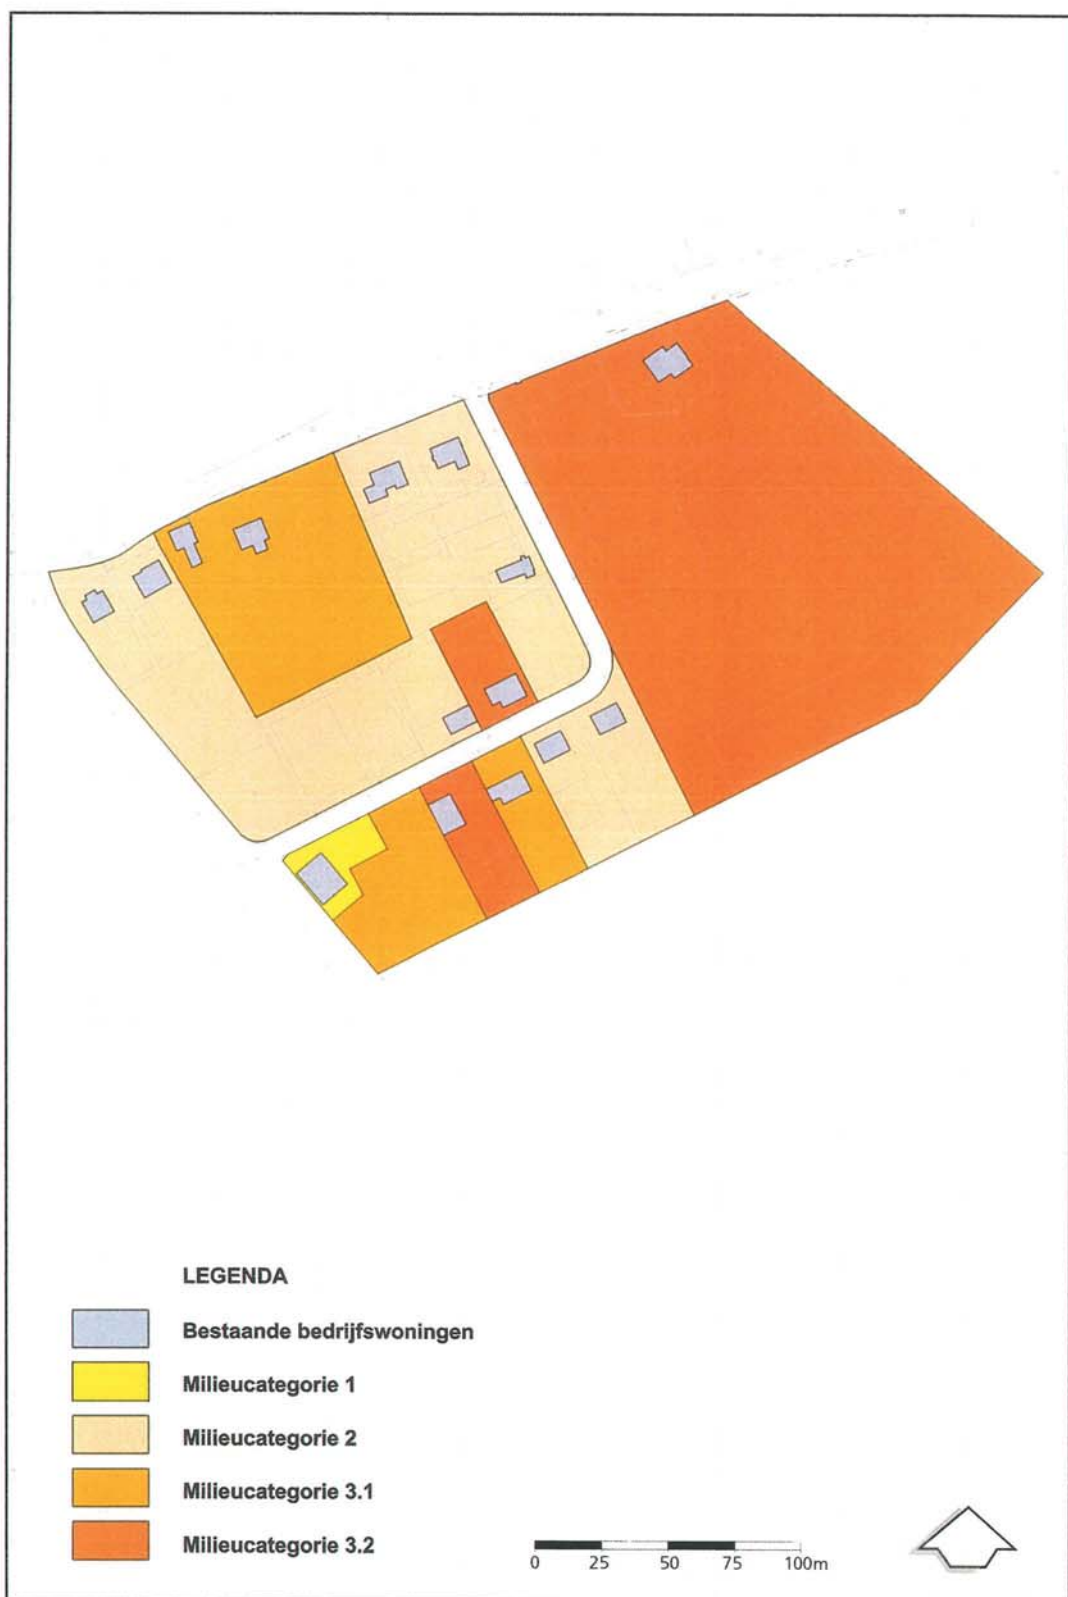 LEGENDA
Bestaande bedrijfswoningen
Milieucategorie 1
Milieucategorie 2
Milieucategorie 3.1
Milieucategorie 3.2
0 25 50 75 100m